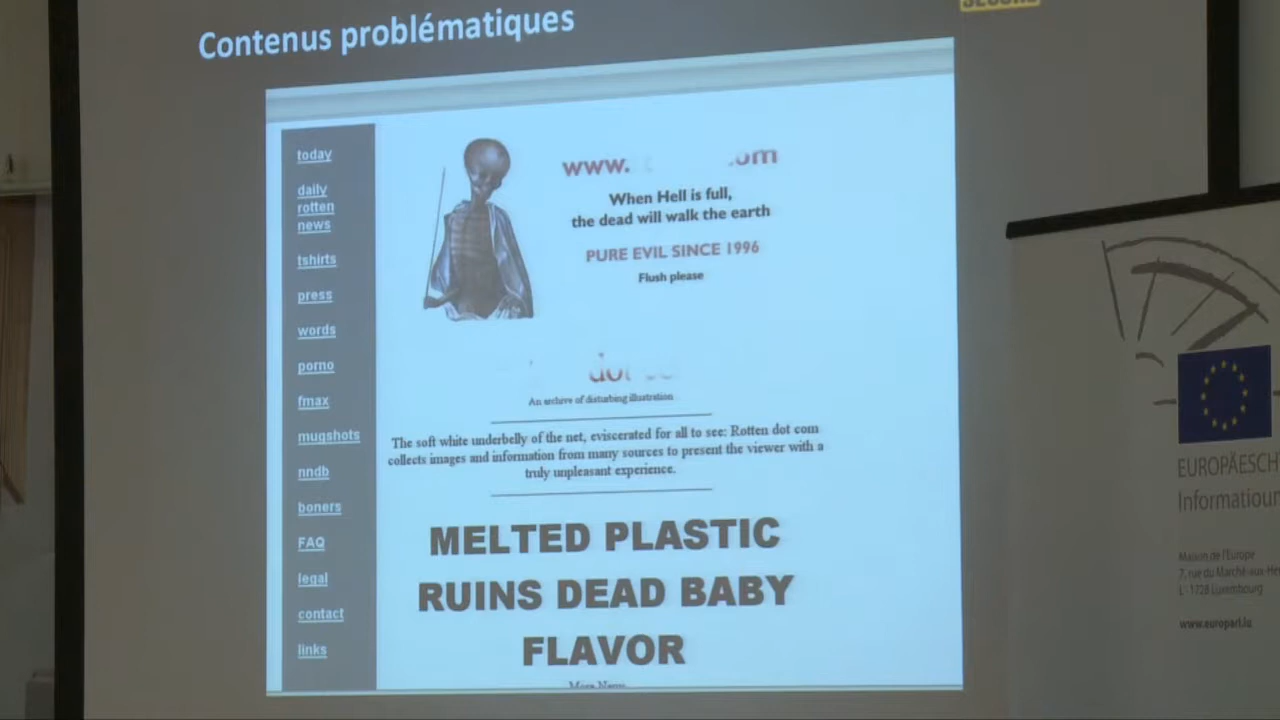 Contenus problématiques
today
daily
rotten
news
tshirts
press
words
porno
fmax
mugshots
nndb
boners
FAQ
legal
contact
links
www. .om
When Hell is full,
the dead will walk the earth
PURE EVIL SINCE 1996
Flush please
An archive of disturbing illustration
The soft white underbelly of the net, eviscerated for all to see: Rotten dot com
collects images and information from many sources to present the viewer with a
truly unpleasant experience.
MELTED PLASTIC
RUINS DEAD BABY
FLAVOR
EUROPÄESCH
Informatioun
Maison de l'Europe
7, rue du Marché-aux-He
L - 1728 Luxembourg
www.europarl.lu